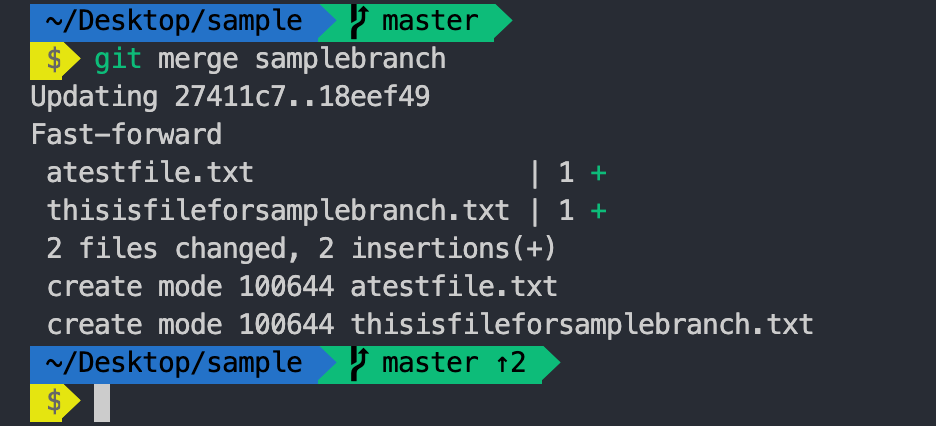 ~/Desktop/sample master
$ git merge samplebranch
Updating 27411c7..18eef49
Fast-forward
 atestfile.txt                 | 1 +
 thisisfileforsamplebranch.txt | 1 +
 2 files changed, 2 insertions(+)
 create mode 100644 atestfile.txt
 create mode 100644 thisisfileforsamplebranch.txt
~/Desktop/sample master ↑2
$